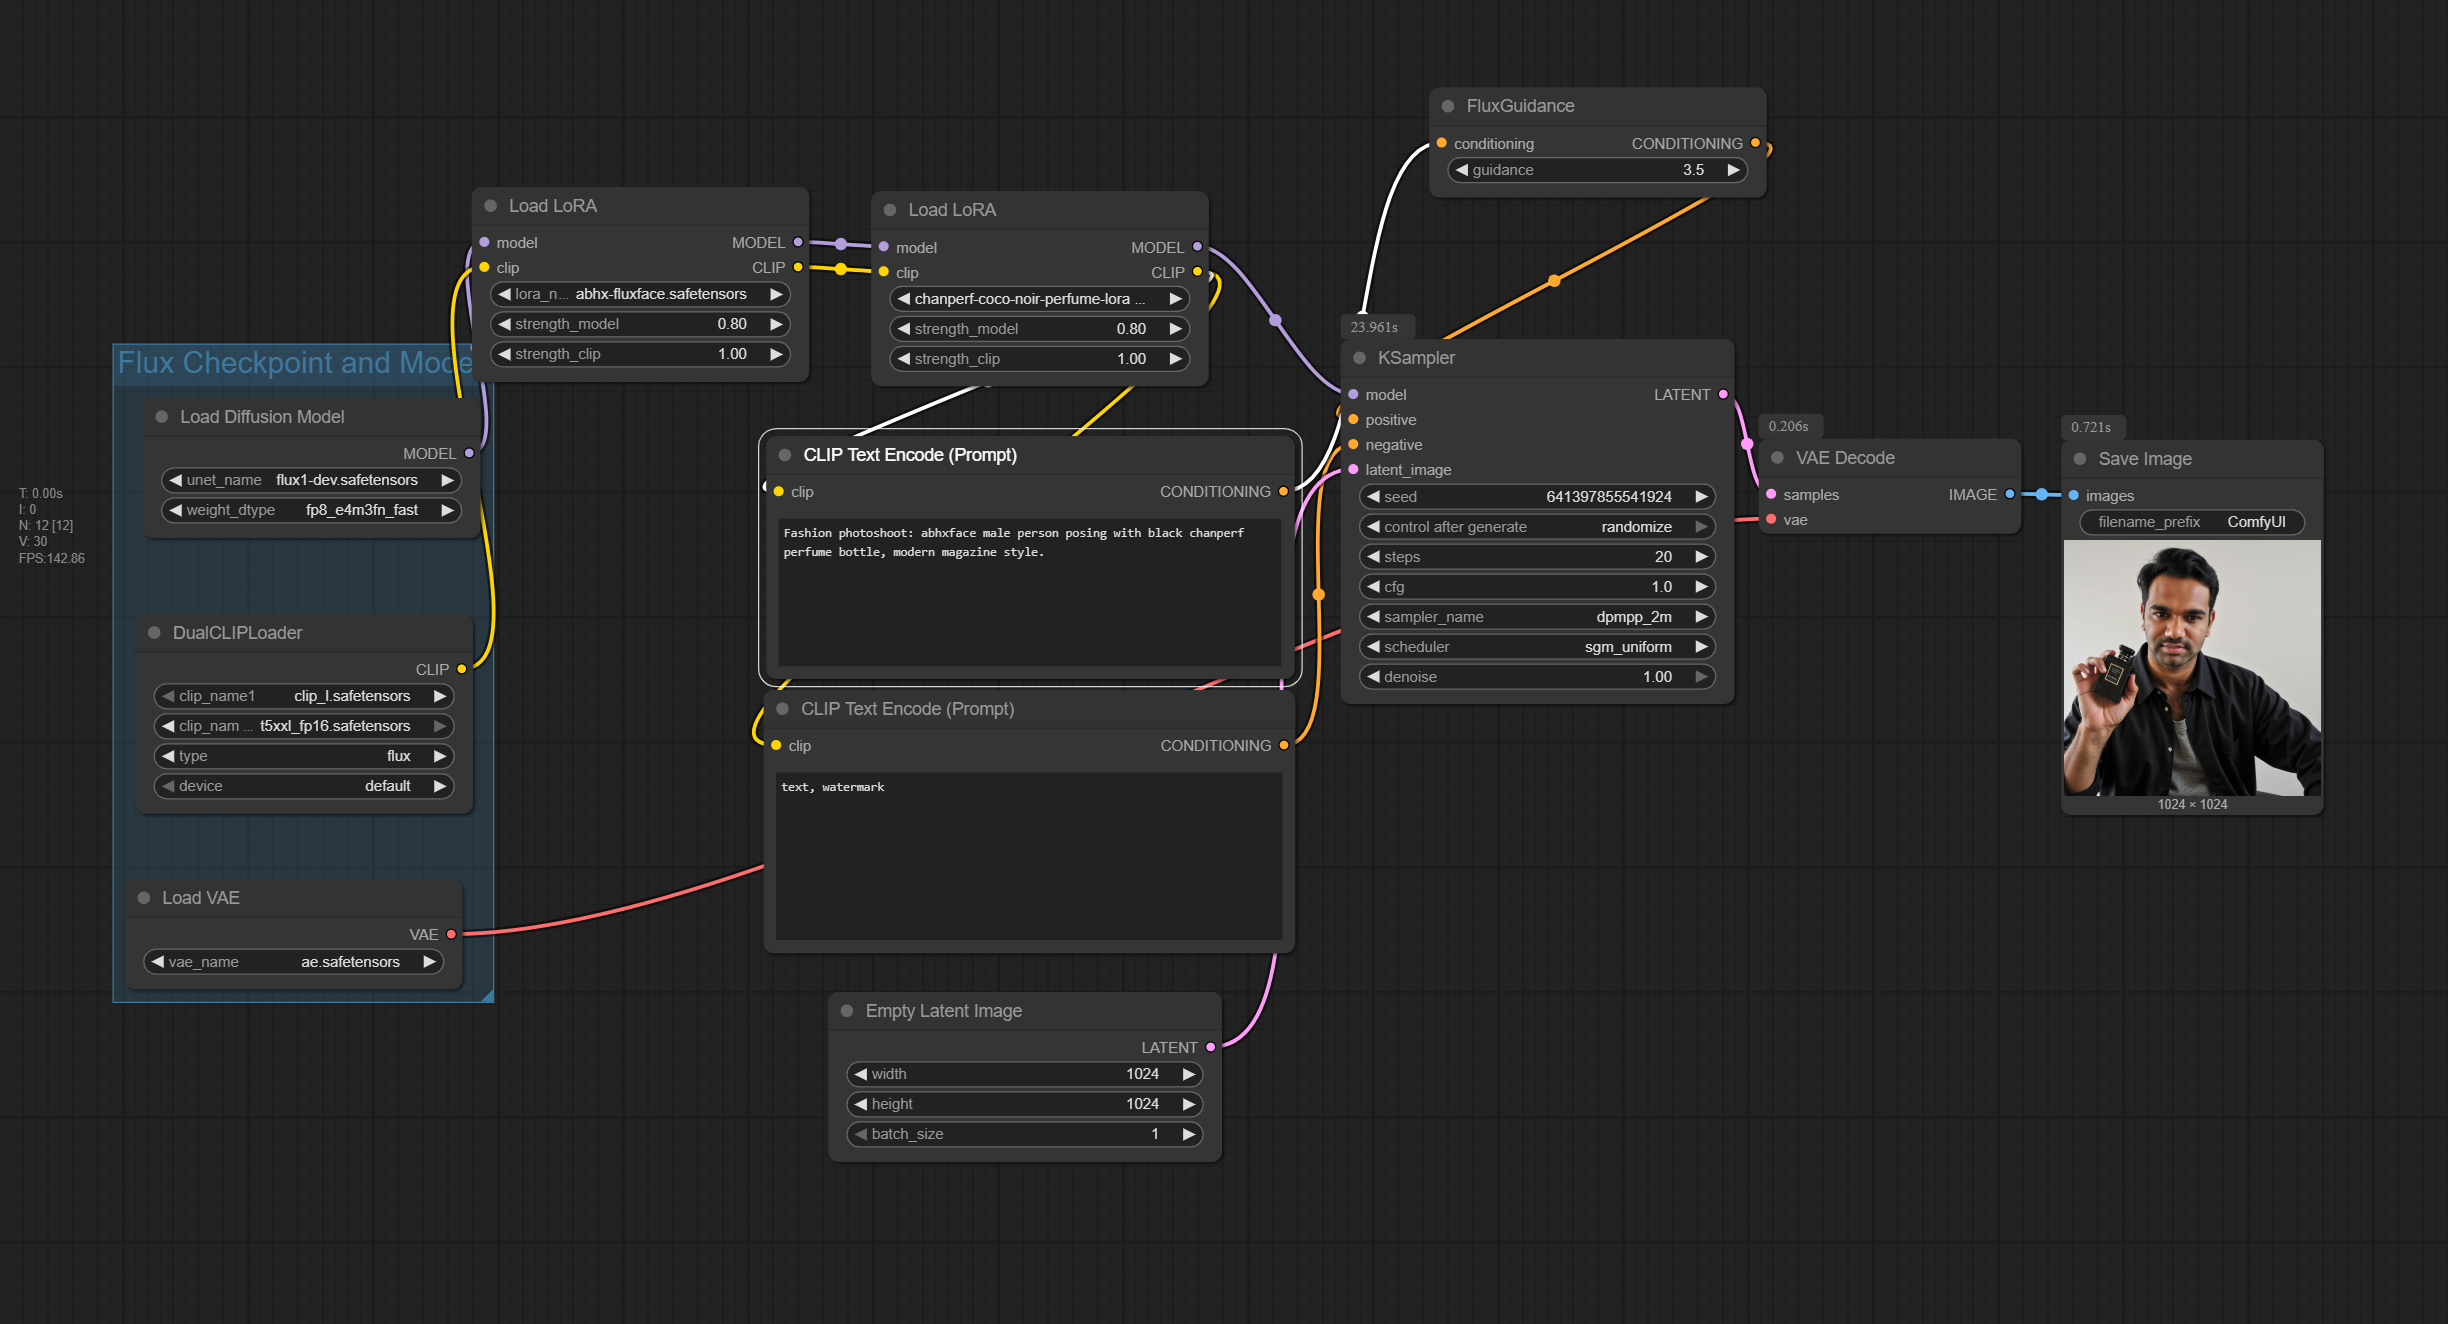 FluxGuidance
conditioning CONDITIONING
guidance 3.5
Load LoRA
model MODEL
clip CLIP
lora_n... abhx-fluxface.safetensors
strength_model 0.80
strength_clip 1.00
Load LoRA
model MODEL
clip CLIP
chanperf-coco-noir-perfume-lora ...
strength_model 0.80
strength_clip 1.00
Flux Checkpoint and Mode
Load Diffusion Model
MODEL
unet_name flux1-dev.safetensors
weight_dtype fp8_e4m3fn_fast
T: 0.00s
I: 0
N: 12 [12]
V: 30
FPS:142.86
DualCLIPLoader
CLIP
clip_name1 clip_l.safetensors
clip_nam ... t5xxl_fp16.safetensors
type flux
device default
Load VAE
VAE
vae_name ae.safetensors
CLIP Text Encode (Prompt)
clip CONDITIONING
Fashion photoshoot: abhxface male person posing with black chanperf
perfume bottle, modern magazine style.
CLIP Text Encode (Prompt)
clip CONDITIONING
text, watermark
Empty Latent Image
LATENT
width 1024
height 1024
batch_size 1
23.961s
KSampler
model LATENT
positive
negative
latent_image
seed 641397855541924
control after generate randomize
steps 20
cfg 1.0
sampler_name dpmpp_2m
scheduler sgm_uniform
denoise 1.00
0.206s
VAE Decode
samples IMAGE
vae
0.721s
Save Image
images
filename_prefix ComfyUI
1024 × 1024